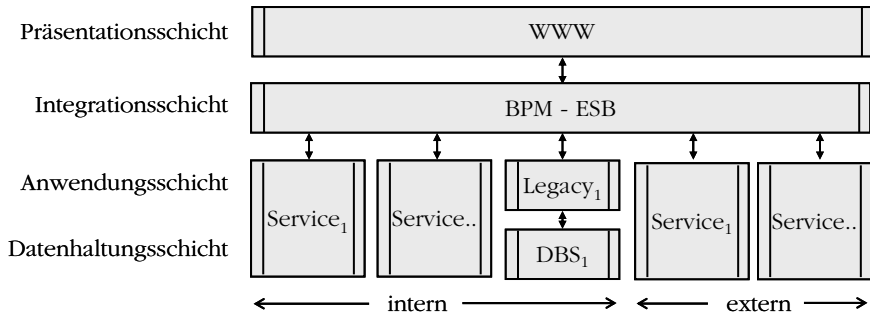 Präsentationsschicht
WWW
Integrationsschicht
BPM - ESB
Anwendungsschicht
Legacy₁
Service₁
Service..
Service₁
Service..
Datenhaltungsschicht
DBS₁
intern
extern